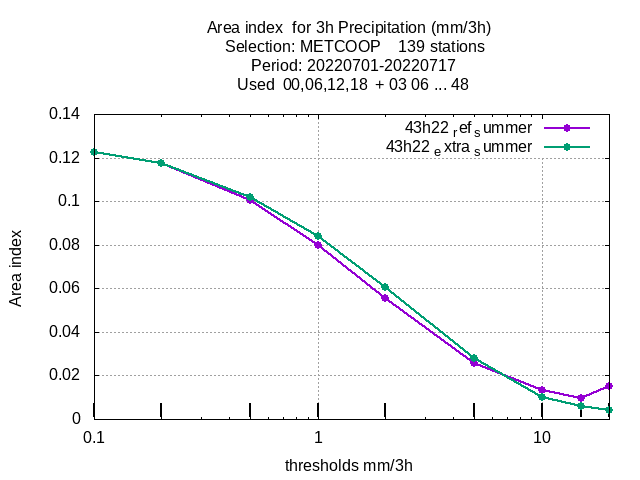 Area index  for 3h Precipitation (mm/3h)
Selection: METCOOP    139 stations
Period: 20220701-20220717
Used  00,06,12,18  + 03 06 ... 48
43h22 ref summer
43h22 extra summer
0.14
0.12
0.1
0.08
0.06
0.04
0.02
0
Area index
0.1 1 10
thresholds mm/3h